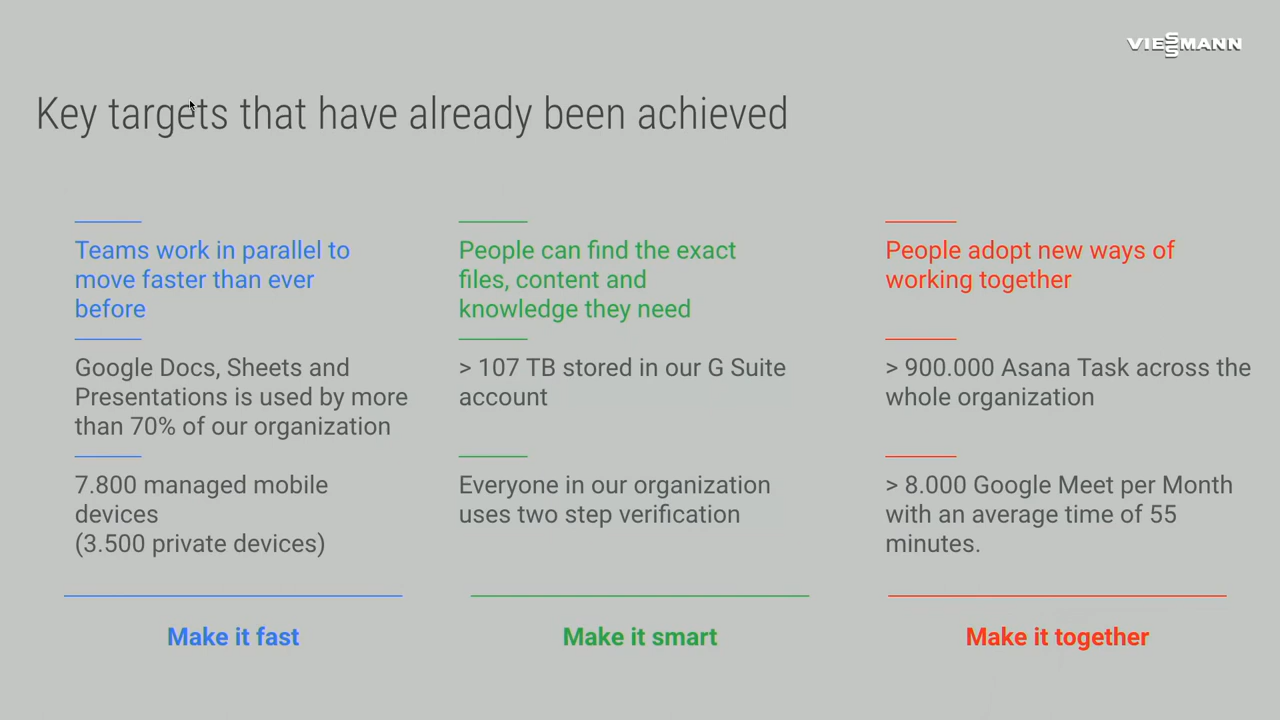 VIESSMANN
Key targets that have already been achieved
Teams work in parallel to
move faster than ever
before
Google Docs, Sheets and
Presentations is used by more
than 70% of our organization
7.800 managed mobile
devices
(3.500 private devices)
Make it fast
People can find the exact
files, content and
knowledge they need
> 107 TB stored in our G Suite
account
Everyone in our organization
uses two step verification
Make it smart
People adopt new ways of
working together
> 900.000 Asana Task across the
whole organization
> 8.000 Google Meet per Month
with an average time of 55
minutes.
Make it together